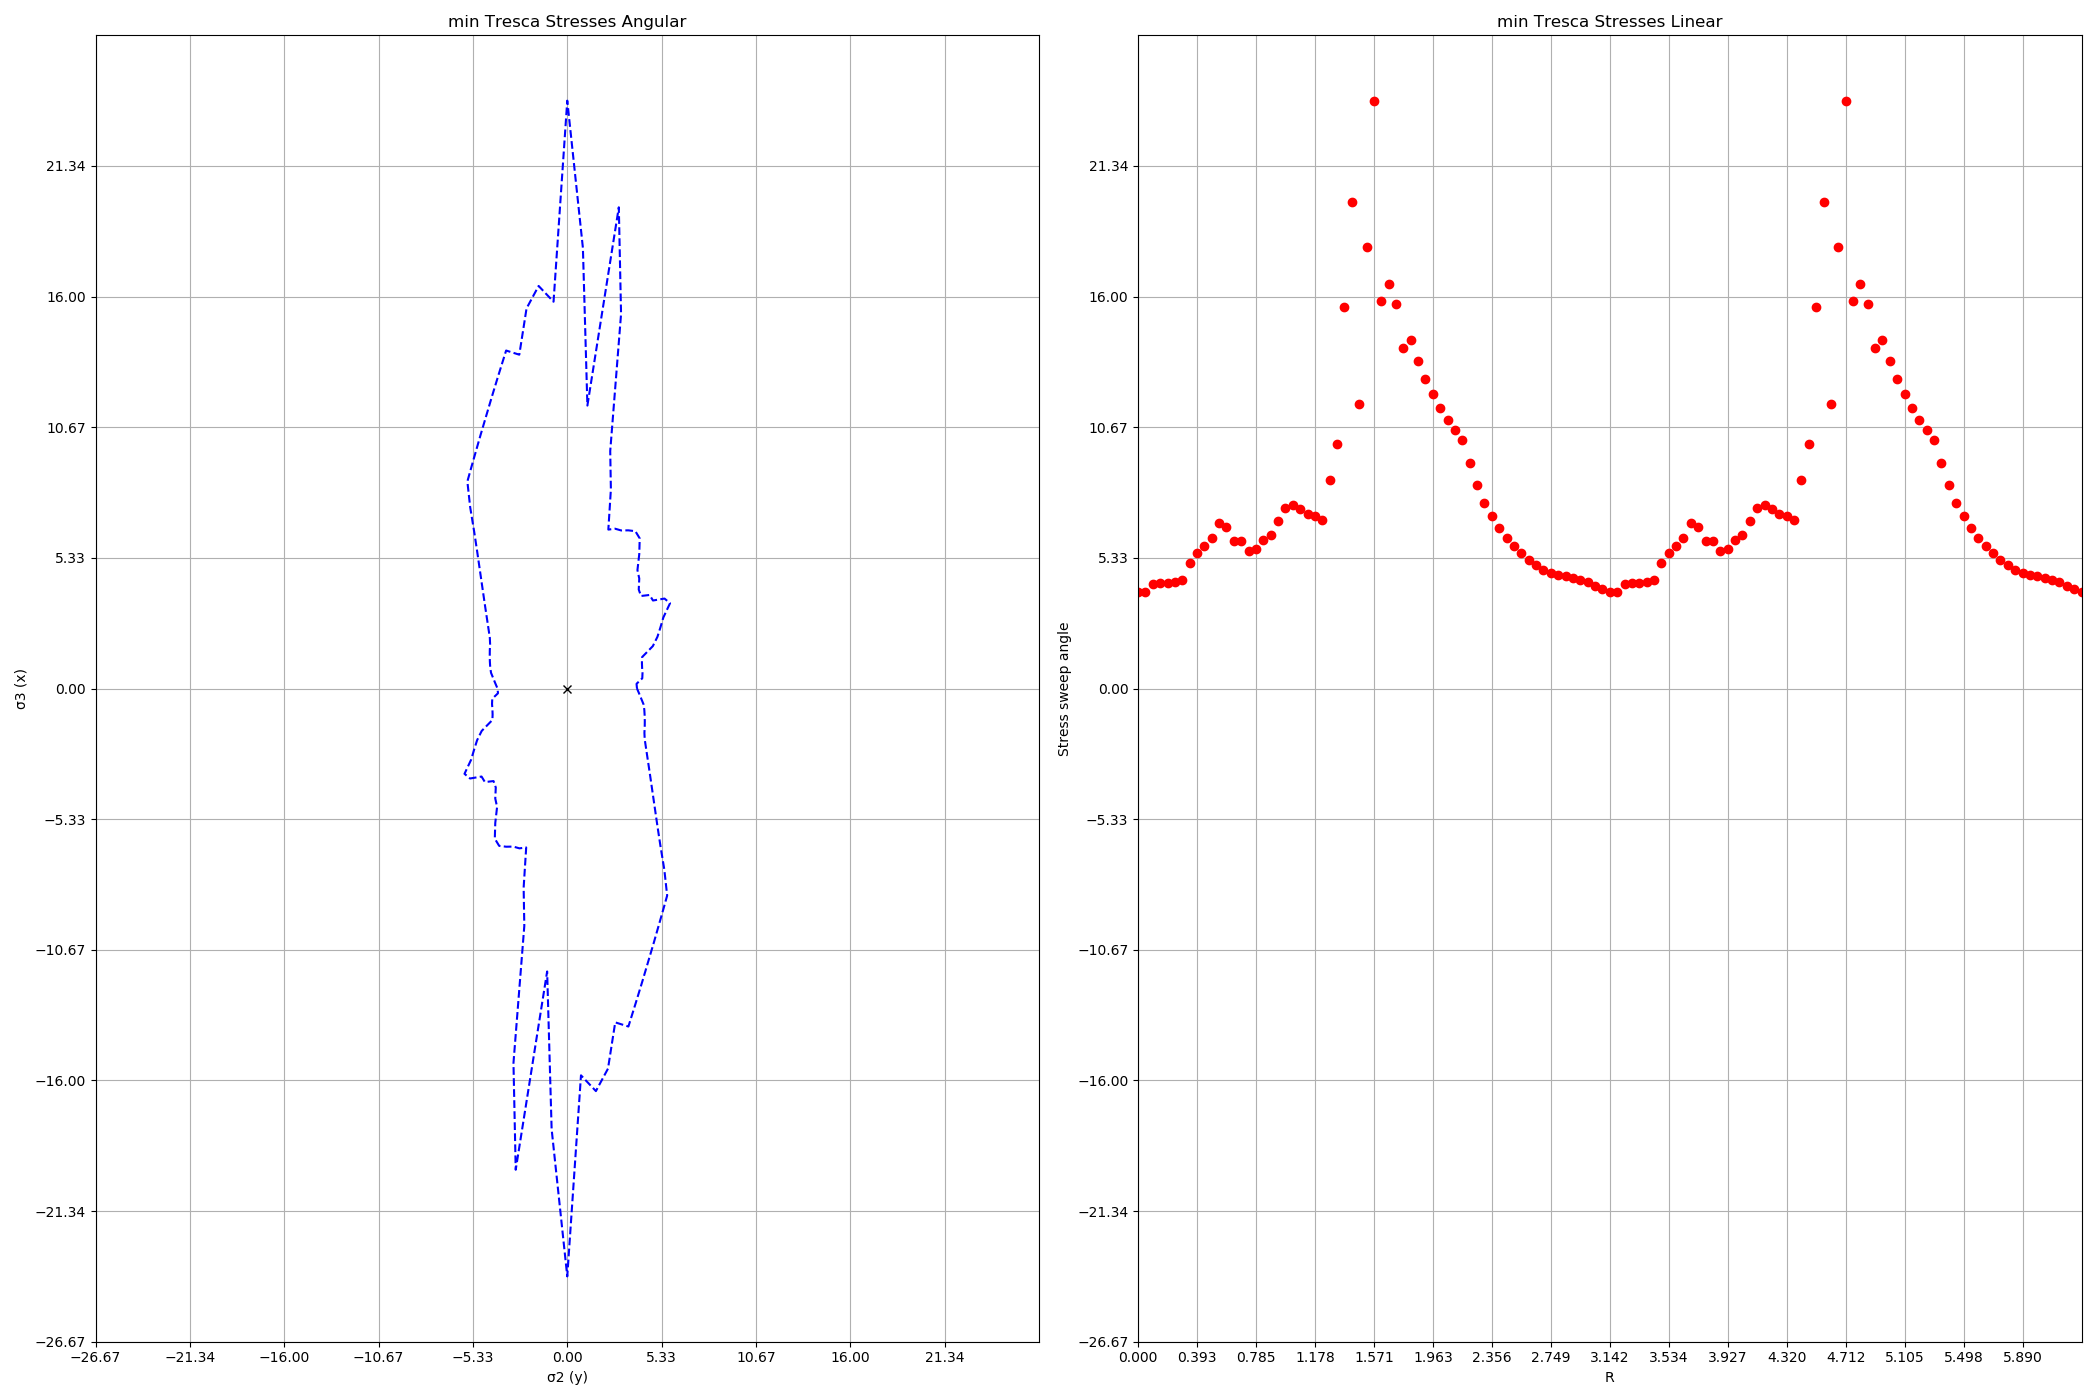 min Tresca Stresses Angular
σ3 (x)
21.34
16.00
10.67
5.33
0.00
−5.33
−10.67
−16.00
−21.34
−26.67
−26.67 −21.34 −16.00 −10.67 −5.33 0.00 5.33 10.67 16.00 21.34
σ2 (y)
min Tresca Stresses Linear
Stress sweep angle
21.34
16.00
10.67
5.33
0.00
−5.33
−10.67
−16.00
−21.34
−26.67
0.000 0.393 0.785 1.178 1.571 1.963 2.356 2.749 3.142 3.534 3.927 4.320 4.712 5.105 5.498 5.890
R